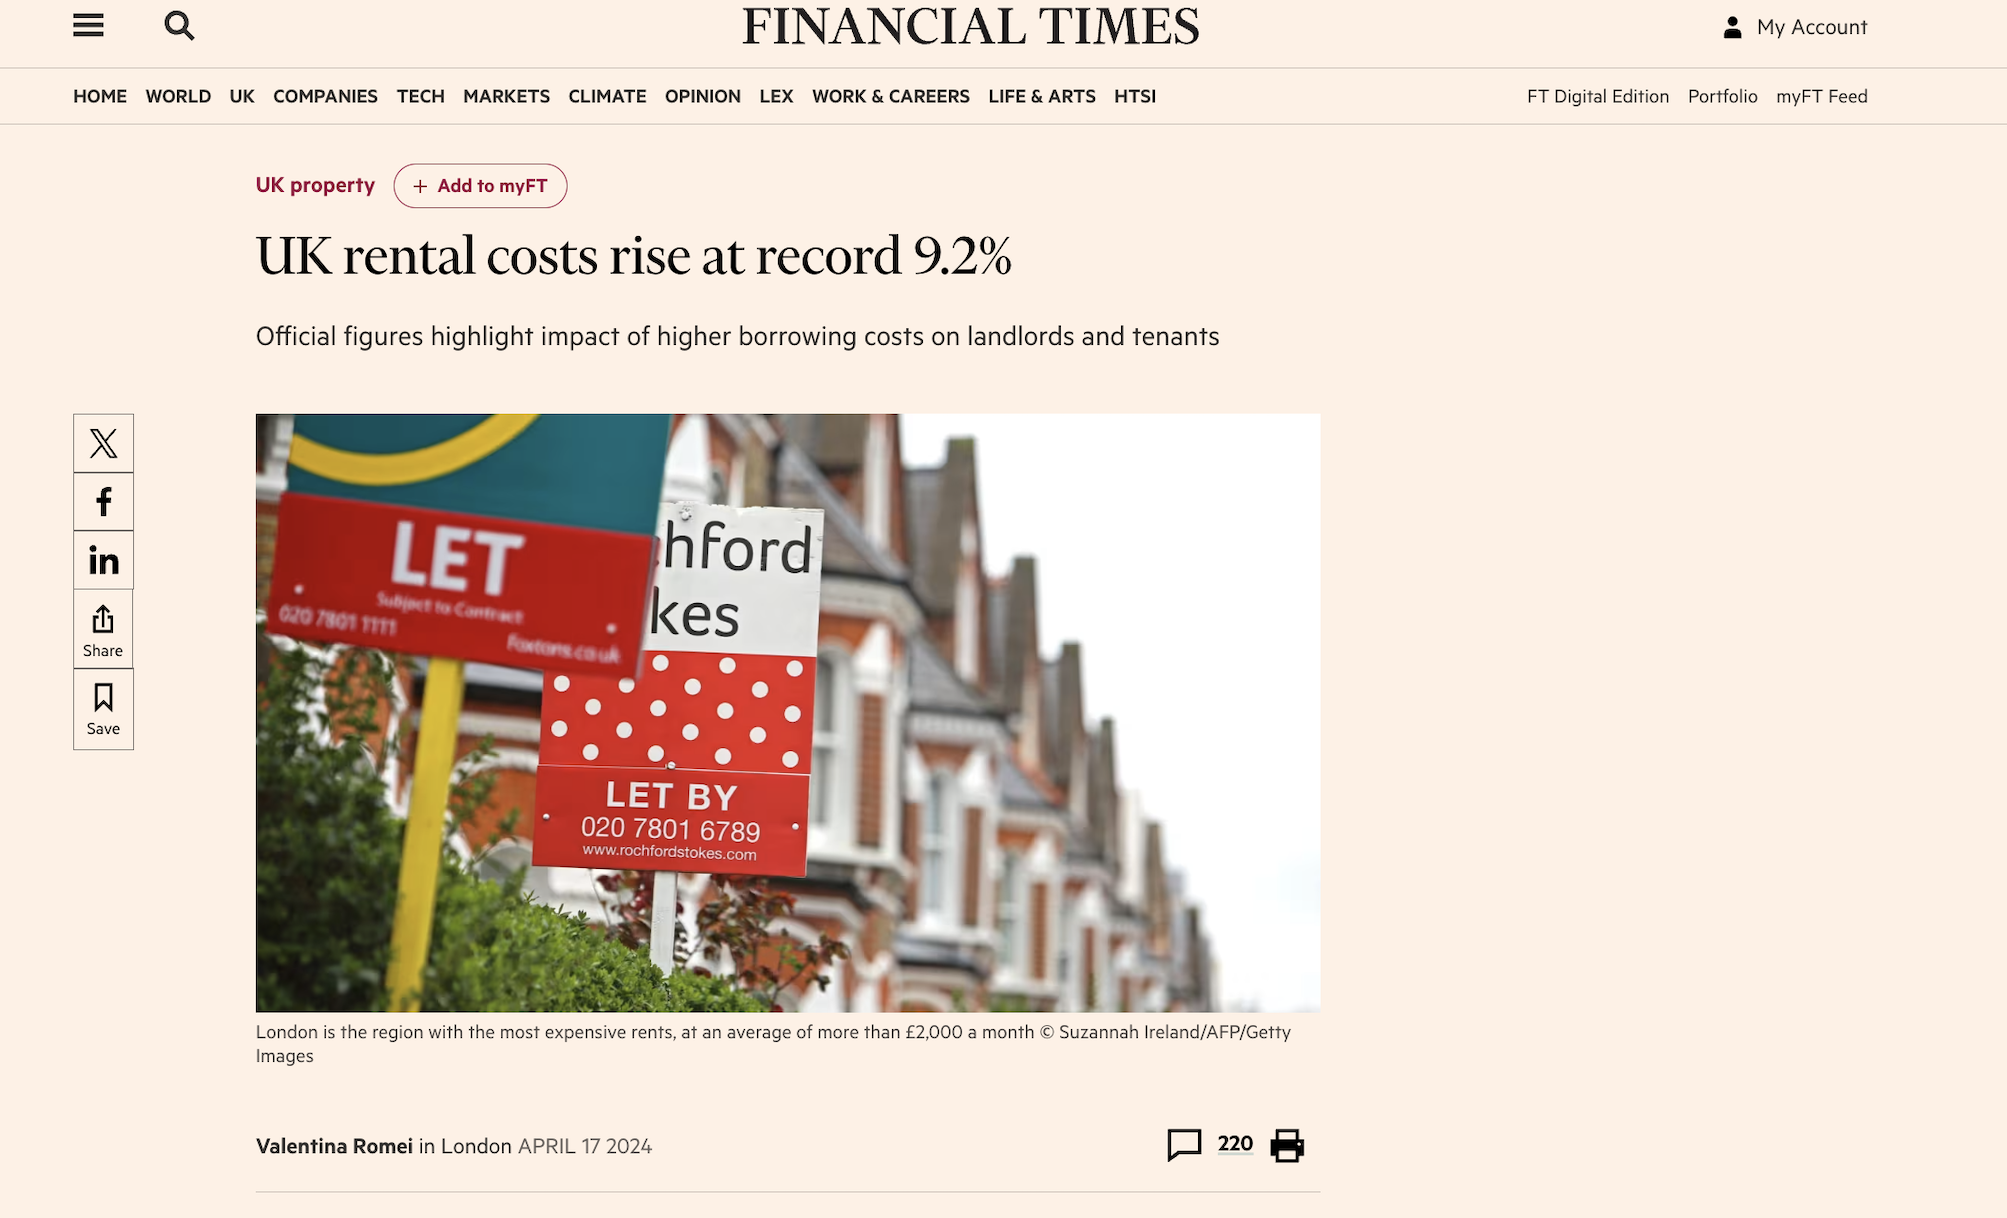 FINANCIAL TIMES
My Account
HOME WORLD UK COMPANIES TECH MARKETS CLIMATE OPINION LEX WORK & CAREERS LIFE & ARTS HTSI
FT Digital Edition Portfolio myFT Feed
UK property
+ Add to myFT
UK rental costs rise at record 9.2%
Official figures highlight impact of higher borrowing costs on landlords and tenants
X
f
in
Share
Save
LET
Subject to Contract
020 7801 1111
Foxtons.co.uk
hford
kes
LET BY
020 7801 6789
www.rochfordstokes.com
London is the region with the most expensive rents, at an average of more than £2,000 a month © Suzannah Ireland/AFP/Getty
Images
Valentina Romei in London APRIL 17 2024
220